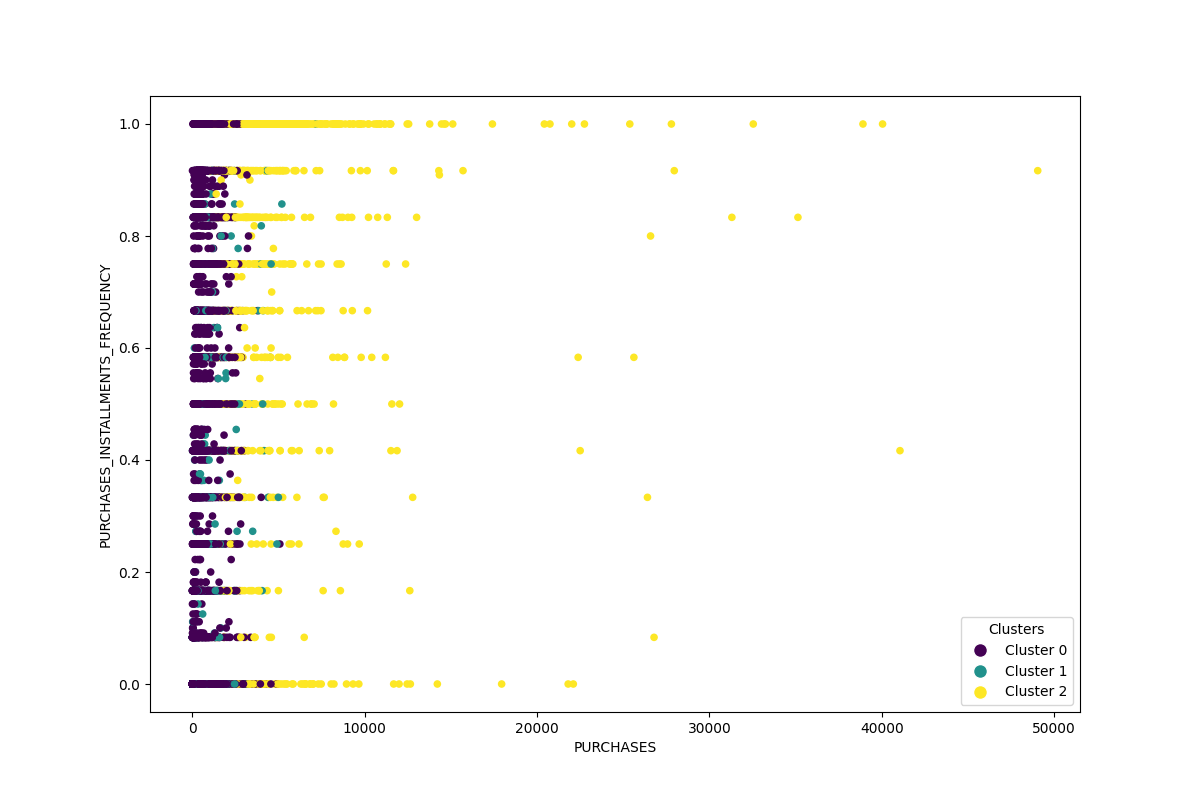 1.0
0.8
0.6
0.4
0.2
0.0
PURCHASES_INSTALLMENTS_FREQUENCY
Clusters
Cluster 0
Cluster 1
Cluster 2
0 10000 20000 30000 40000 50000
PURCHASES